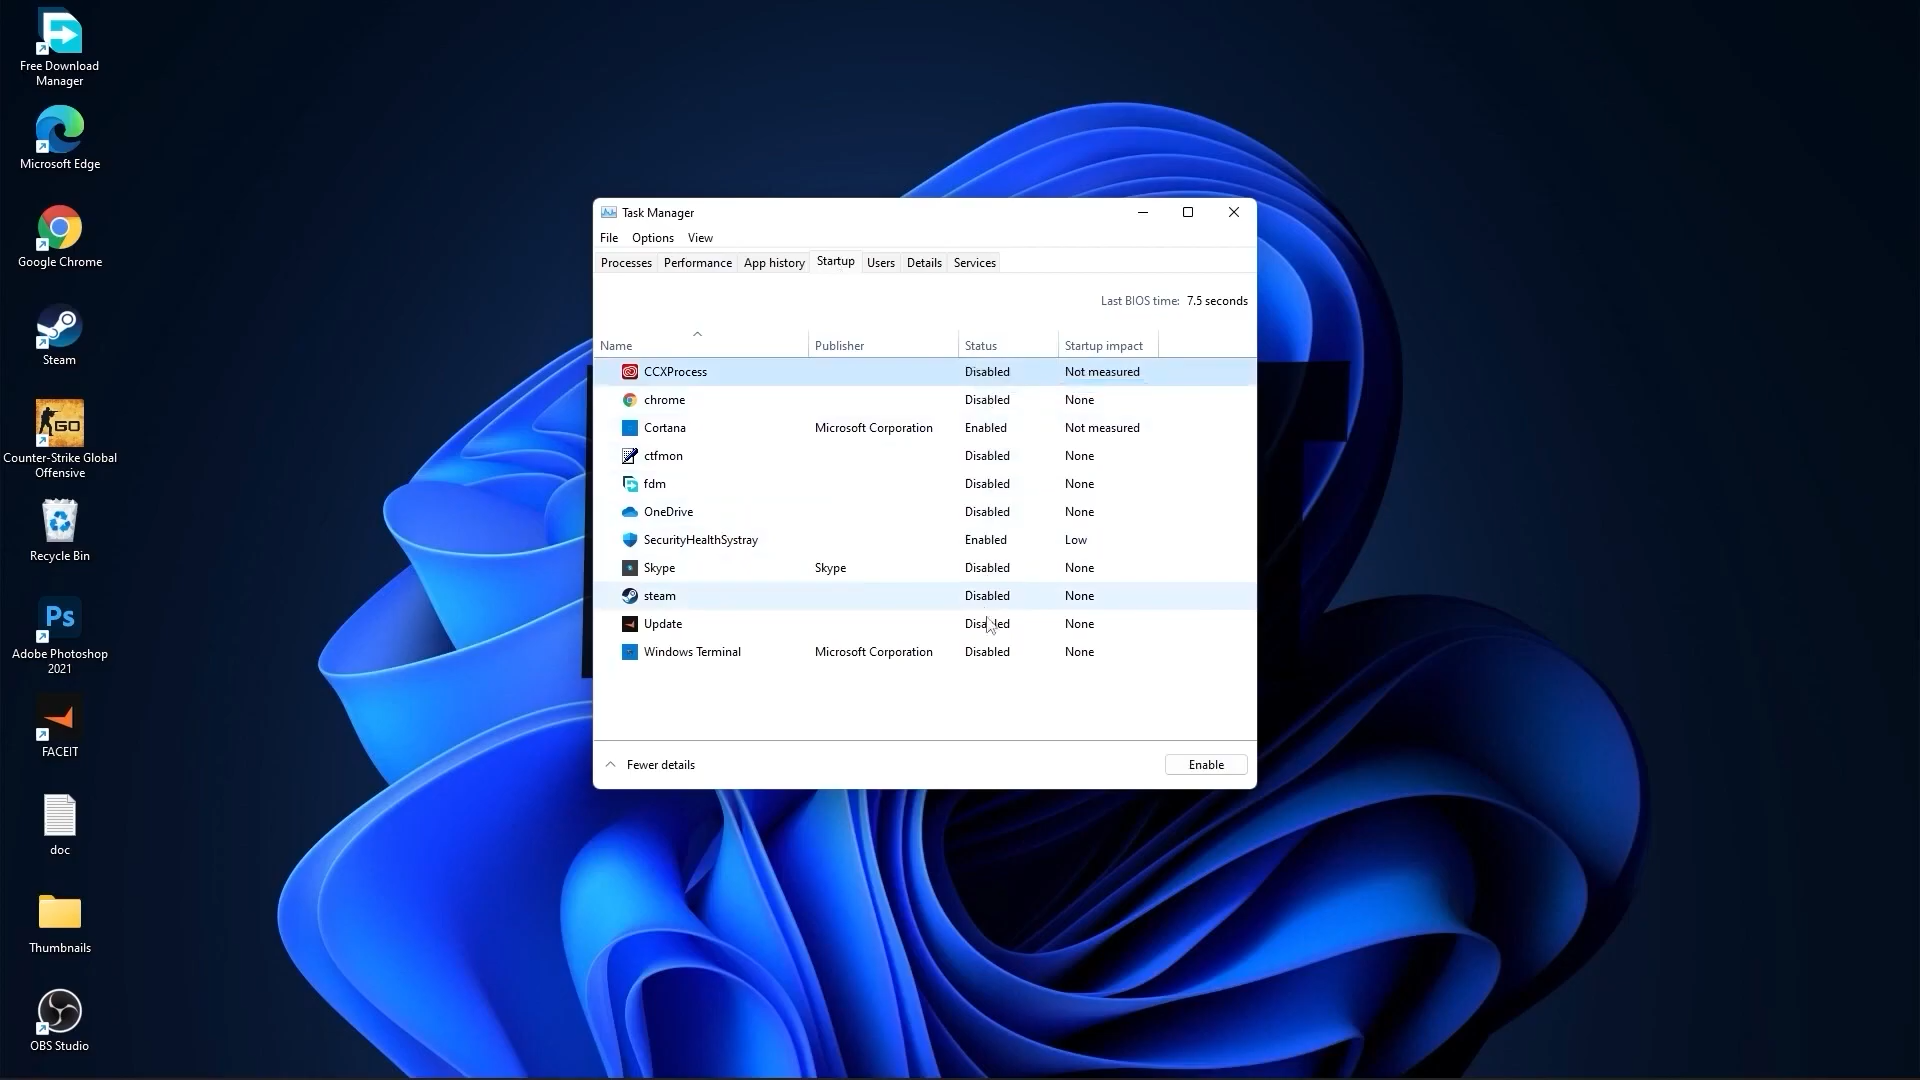 Free Download
Manager
Microsoft Edge
Google Chrome
Steam
GO
Counter-Strike Global
Offensive
Recycle Bin
Ps
Adobe Photoshop
2021
FACEIT
doc
Thumbnails
OBS Studio
Task Manager
File Options View
Processes Performance App history Startup Users Details Services
Last BIOS time: 7.5 seconds
Name Publisher Status Startup impact
CCXProcess Disabled Not measured
chrome Disabled None
Cortana Microsoft Corporation Enabled Not measured
ctfmon Disabled None
fdm Disabled None
OneDrive Disabled None
SecurityHealthSystray Enabled Low
Skype Skype Disabled None
steam Disabled None
Update Disabled None
Windows Terminal Microsoft Corporation Disabled None
Fewer details Enable